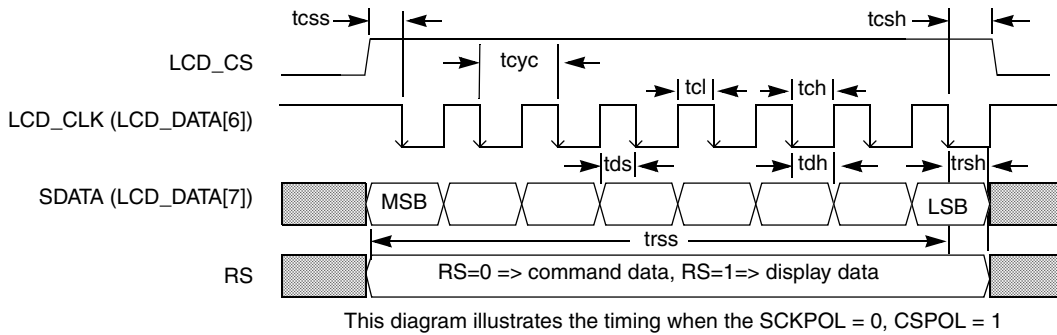 tcss
tcsh
LCD_CS
tcyc
tcl
tch
LCD_CLK (LCD_DATA[6])
tds
tdh
trsh
SDATA (LCD_DATA[7])
MSB
LSB
trss
RS
RS=0 => command data, RS=1=> display data
This diagram illustrates the timing when the SCKPOL = 0, CSPOL = 1